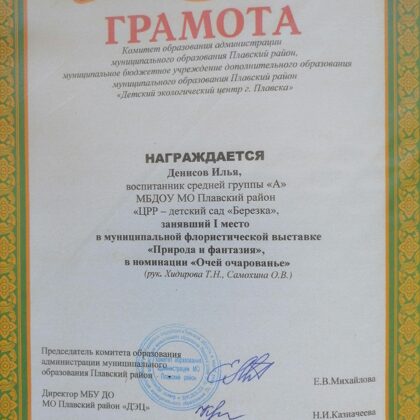 ГРАМОТА
Комитет образования администрации
муниципального образования Плавский район,
муниципальное бюджетное учреждение дополнительного образования
муниципального образования Плавский район
«Детский экологический центр г. Плавска»
НАГРАЖДАЕТСЯ
Денисов Илья,
воспитанник средней группы «А»
МБДОУ МО Плавский район
«ЦРР – детский сад «Березка»,
занявший I место
в муниципальной флористической выставке
«Природа и фантазия»,
в номинации «Очей очарованье»
(рук. Хидирова Т.Н., Самохина О.В.)
Председатель комитета образования
администрации муниципального
образования Плавский район
Е.В.Михайлова
Директор МБУ ДО
МО Плавский район «ДЭЦ»
Н.И.Казначеева